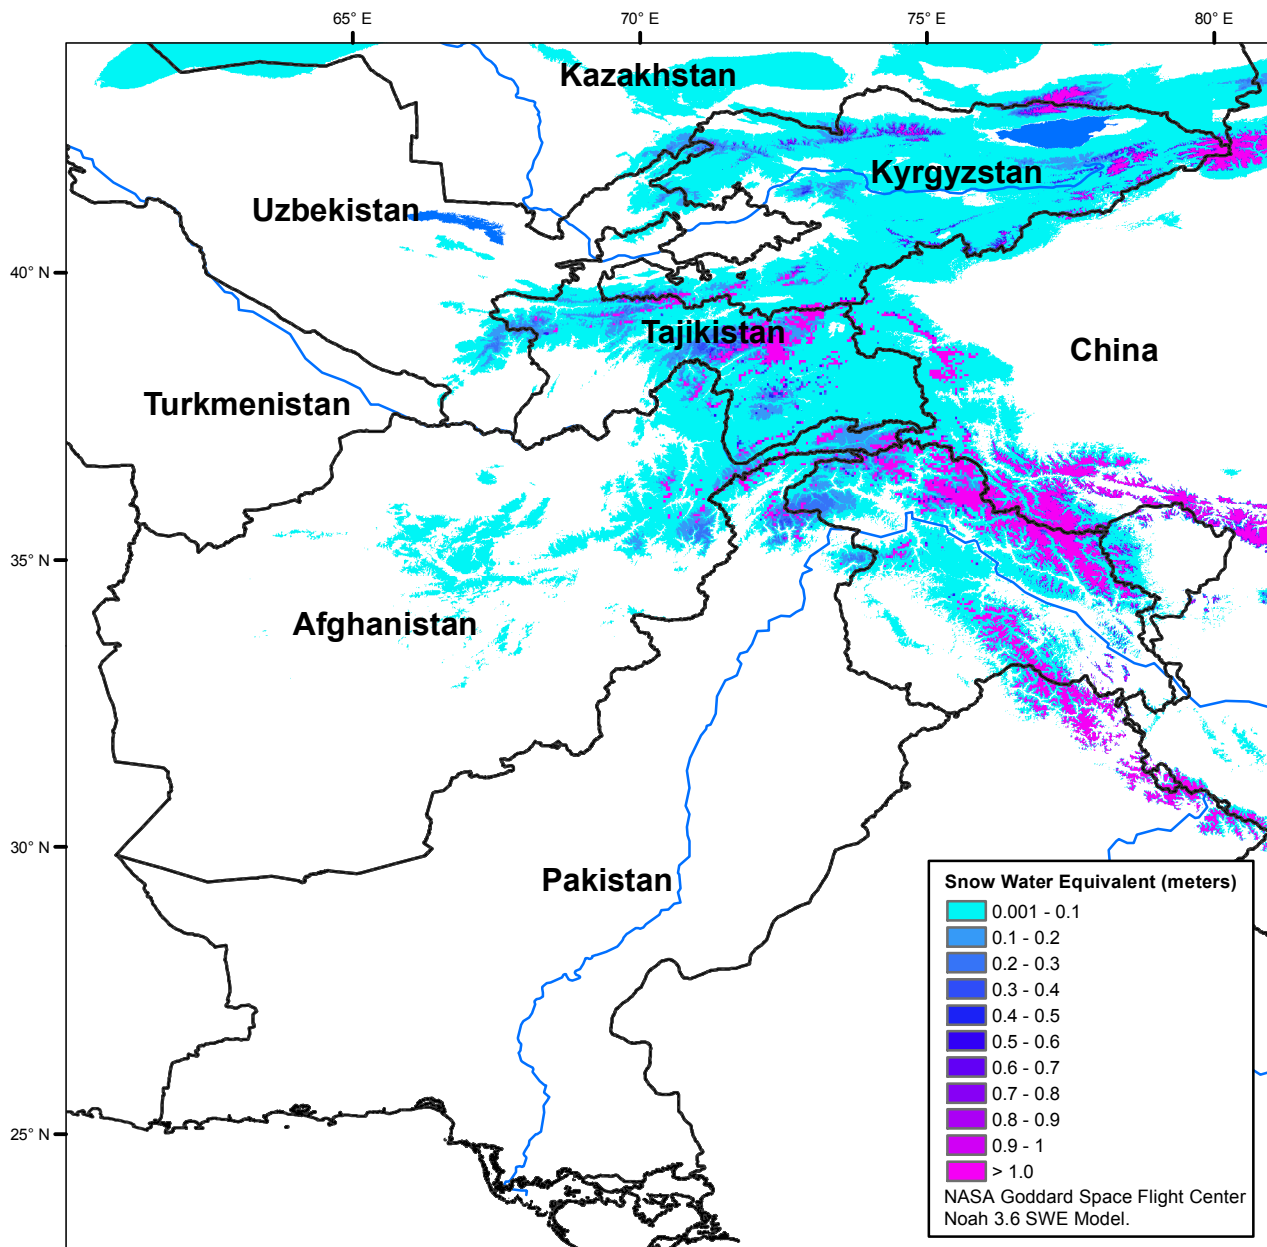 65° E
70° E
75° E
80° E
Kazakhstan
Kyrgyzstan
Uzbekistan
40° N
Tajikistan
China
Turkmenistan
35° N
Afghanistan
30° N
Pakistan
25° N
Snow Water Equivalent (meters)
0.001 - 0.1
0.1 - 0.2
0.2 - 0.3
0.3 - 0.4
0.4 - 0.5
0.5 - 0.6
0.6 - 0.7
0.7 - 0.8
0.8 - 0.9
0.9 - 1
> 1.0
NASA Goddard Space Flight Center
Noah 3.6 SWE Model.